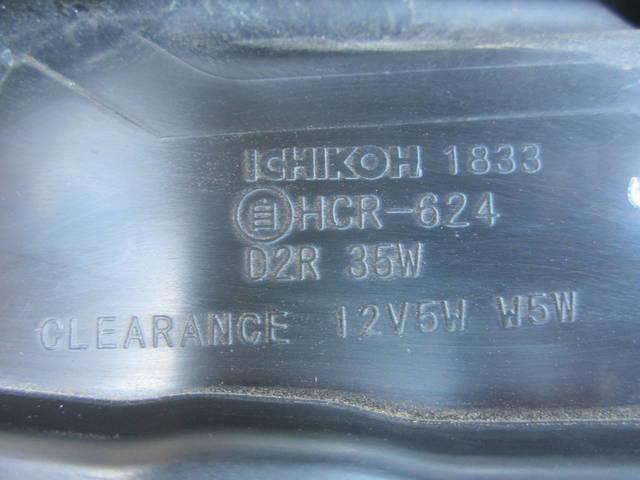 ICHIKOH 1833
HCR-624
D2R 35W
CLEARANCE 12V5W W5W